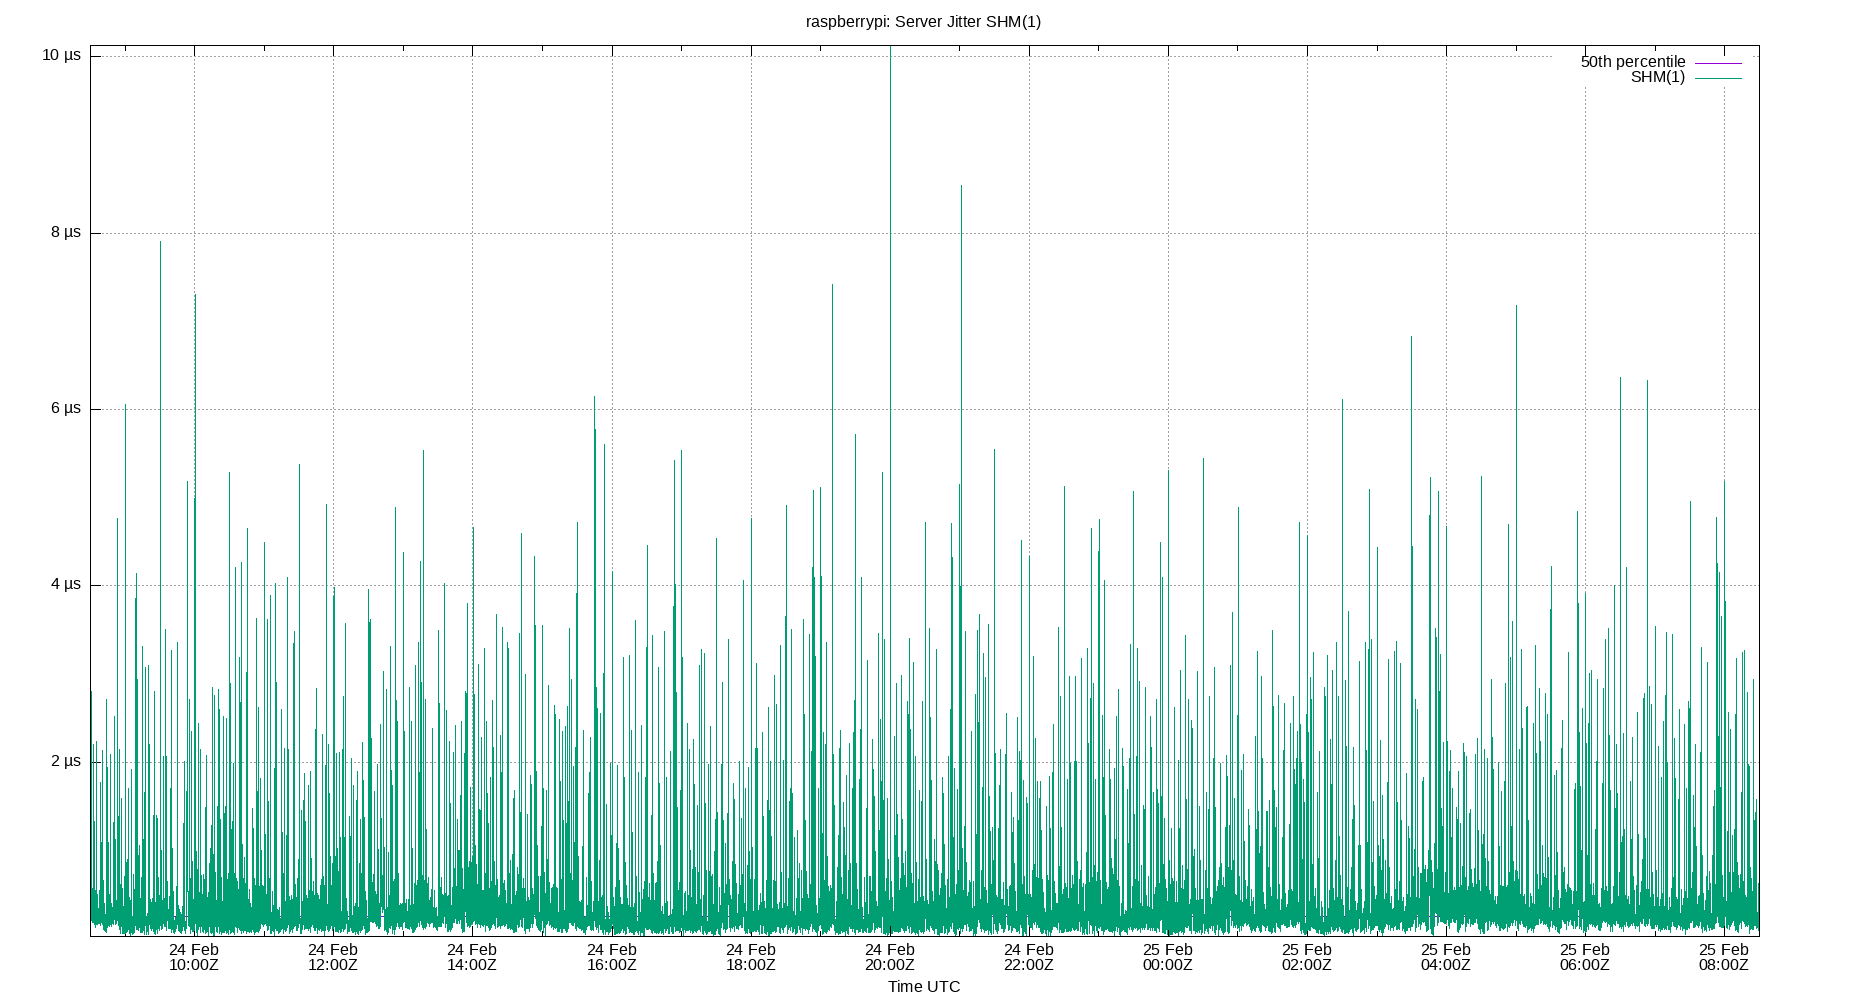 raspberrypi: Server Jitter SHM(1)
10 µs
8 µs
6 µs
4 µs
2 µs
50th percentile
SHM(1)
24 Feb 24 Feb 24 Feb 24 Feb 24 Feb 24 Feb 24 Feb 25 Feb 25 Feb 25 Feb 25 Feb 25 Feb
10:00Z 12:00Z 14:00Z 16:00Z 18:00Z 20:00Z 22:00Z 00:00Z 02:00Z 04:00Z 06:00Z 08:00Z
Time UTC